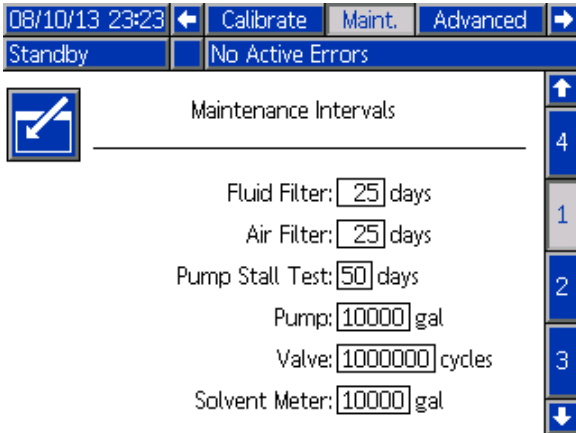 08/10/13 23:23 Calibrate Maint. Advanced
Standby No Active Errors
Maintenance Intervals
4
Fluid Filter: 25 days
1
Air Filter: 25 days
Pump Stall Test: 50 days
2
Pump: 10000 gal
Valve: 1000000 cycles
3
Solvent Meter: 10000 gal